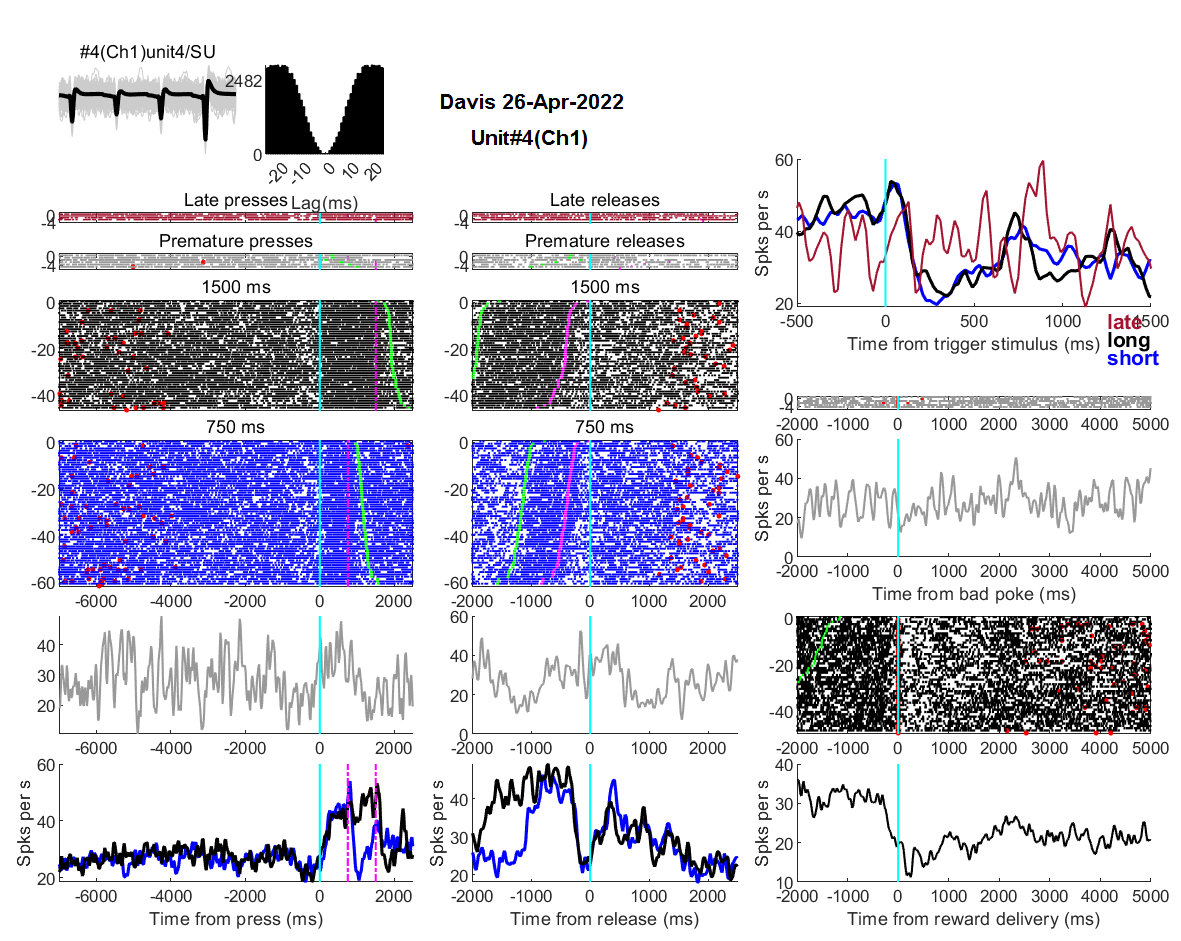 #4(Ch1)unit4/SU
2482
0
-20 -10 0 10 20
Lag(ms)
Davis 26-Apr-2022
Unit#4(Ch1)
Late presses
0
-4
Premature presses
0
-4
1500 ms
0
-20
-40
750 ms
0
-20
-40
-60
-6000 -4000 -2000 0 2000
40
30
20
-6000 -4000 -2000 0 2000
60
40
20
Spks per s
-6000 -4000 -2000 0 2000
Time from press (ms)
Late releases
0
-4
Premature releases
0
-4
1500 ms
0
-20
-40
750 ms
0
-20
-40
-60
-2000 -1000 0 1000 2000
60
40
20
0
-2000 -1000 0 1000 2000
40
30
20
Spks per s
-2000 -1000 0 1000 2000
Time from release (ms)
60
40
20
Spks per s
-500 0 500 1000 1500
Time from trigger stimulus (ms)
late
long
short
0
-4
-2000 -1000 0 1000 2000 3000 4000 5000
60
40
20
0
Spks per s
-2000 -1000 0 1000 2000 3000 4000 5000
Time from bad poke (ms)
0
-20
-40
-2000 -1000 0 1000 2000 3000 4000 5000
40
30
20
10
Spks per s
-2000 -1000 0 1000 2000 3000 4000 5000
Time from reward delivery (ms)